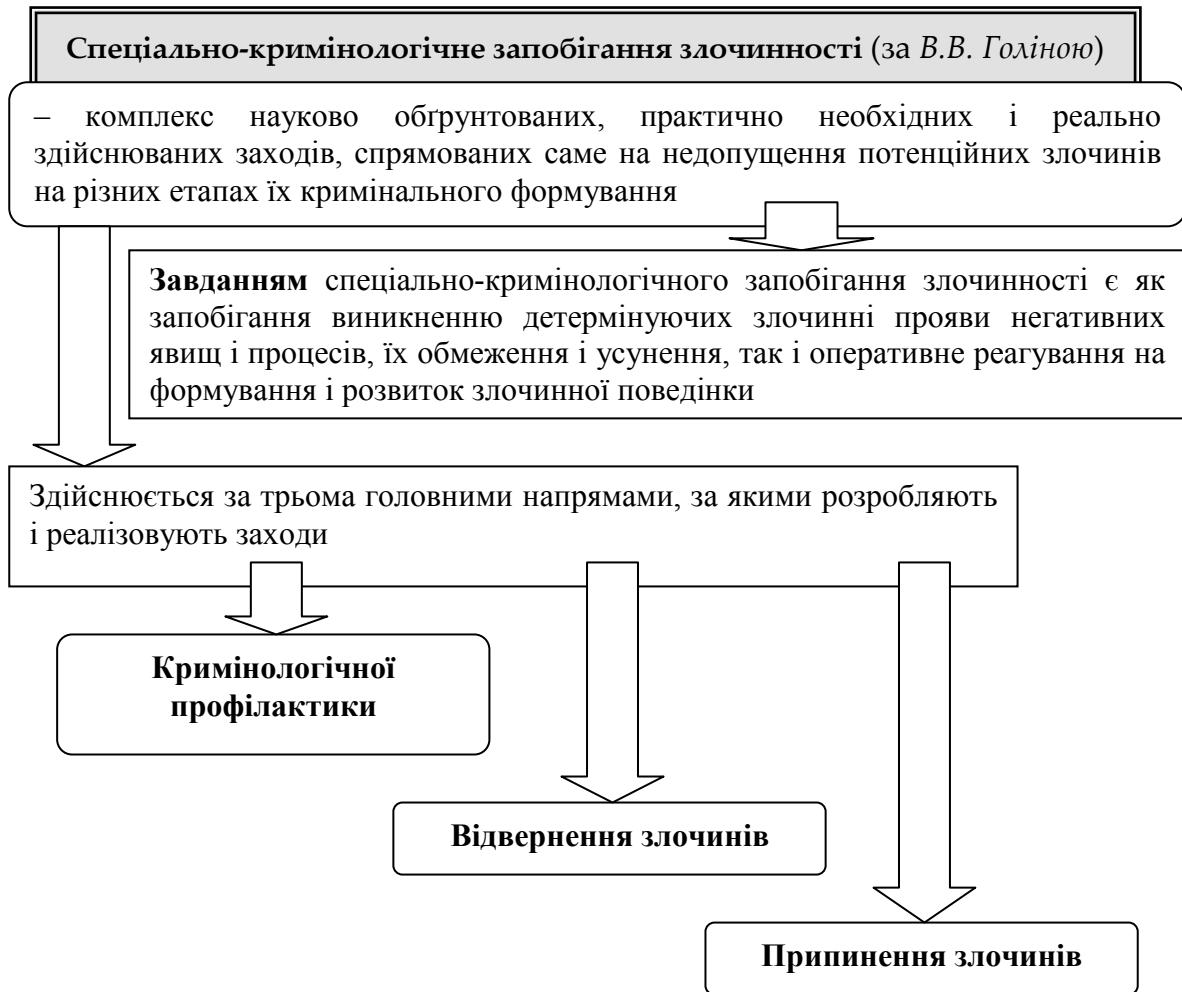 Спеціально-кримінологічне запобігання злочинності (за В.В. Голіною)
– комплекс науково обґрунтованих, практично необхідних і реально
здійснюваних заходів, спрямованих саме на недопущення потенційних злочинів
на різних етапах їх кримінального формування
Завданням спеціально-кримінологічного запобігання злочинності є як
запобігання виникненню детермінуючих злочинні прояви негативних
явищ і процесів, їх обмеження і усунення, так і оперативне реагування на
формування і розвиток злочинної поведінки
Здійснюється за трьома головними напрямами, за якими розробляють
і реалізовують заходи
Кримінологічної
профілактики
Відвернення злочинів
Припинення злочинів